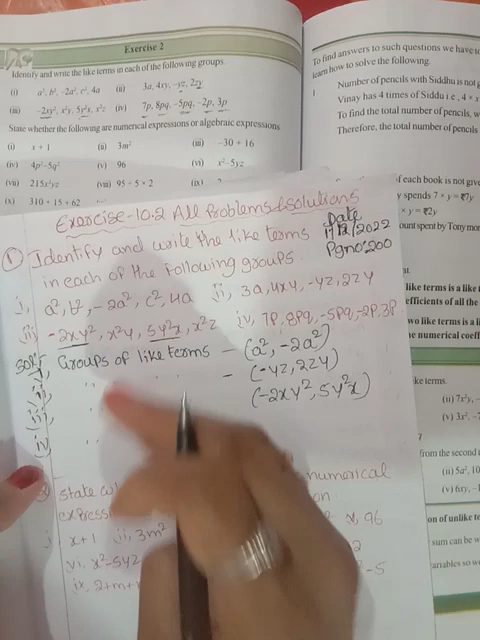 Exercise 2
Identify and write the like terms in each of the following groups.
(i) a², b², -2a², c², 4a (ii) 3a, 4xy, -yz, 2zy
(iii) -2xy², x²y, 5y²x, x²z (iv) 7p, 8pq, -5pq, -2p, 3p
State whether the following are numerical expressions or algebraic expressions
(i) x + 1 (ii) 3m² (iii) -30 + 16
(iv) 4p² - 5q² (v) 96 (vi) x² - 5yz
(vii) 215x²yz (viii) 95 ÷ 5 × 2 (ix) 2
(x) 310 + 15 + 62
To find answers to such questions we have to
learn how to solve the following.
Number of pencils with Siddhu is not
Vinay has 4 times of Siddu i.e., 4 ×
To find the total number of pencils, w
Therefore, the total number of pencils
f each book is not give
y spends 7 × y = ₹7y
× y = ₹2y
ount spent by Tony mor
st.
like terms is a like t
efficients of all the
wo like terms is a l
he numerical coeff
ke terms.
(ii) 7x²y,
(v) 3x²,
7
from the second
(ii) 5a², 10
(v) 6xy,
on of unlike te
sum can be w
ariables so w
Exercise-10.2 All Problems & solutions
Date
17/12/2022
Pg no:200
1) Identify and write the like terms
in each of the following groups.
i, a², b², -2a², c², 4a ii, 3a, 4xy, -yz, 2zy
iii) -2xy², x²y, 5y²x, x²z iv, 7p, 8pq, -5pq, -2p, 3p
Sol:- Groups of like terms - (a², -2a²)
" - (-yz, 2zy)
" (-2xy², 5y²x)
"
State wh numerical
express on.
i x+1 ii, 3m² v, 96
vi. x²-5yz 2
ix, 2+m+n -5